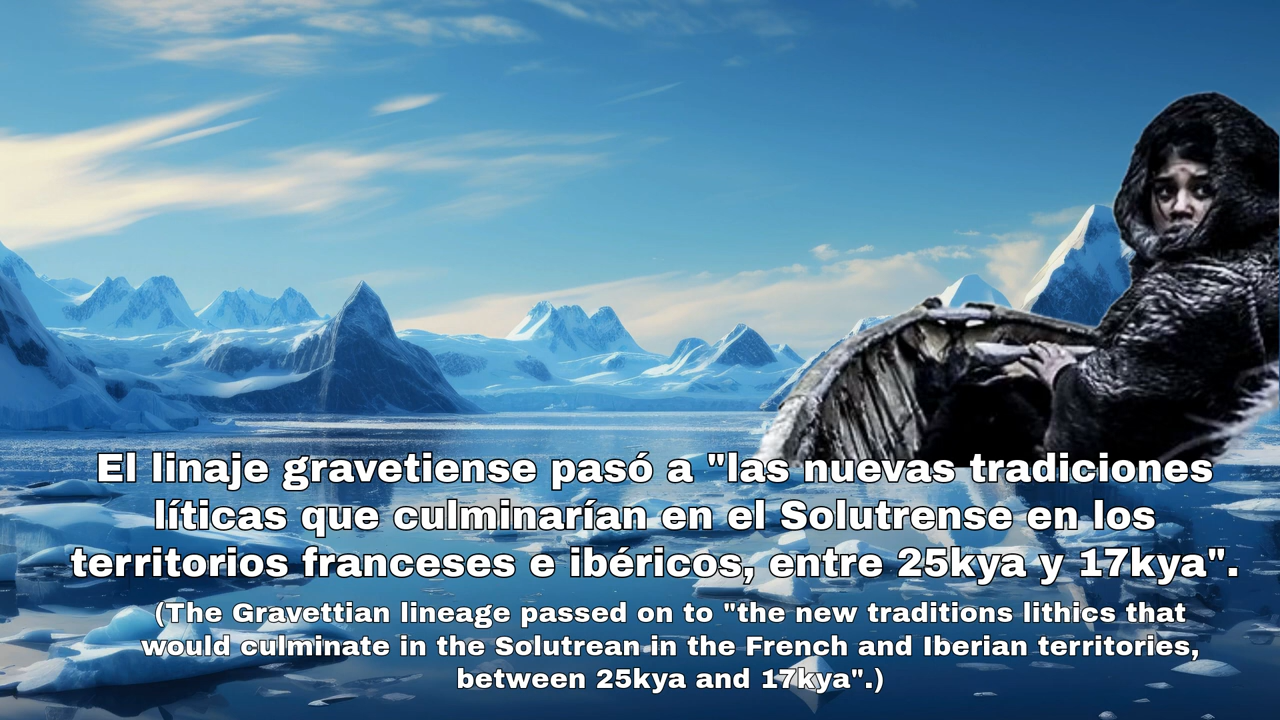 El linaje gravetiense pasó a "las nuevas tradiciones
líticas que culminarían en el Solutrense en los
territorios franceses e ibéricos, entre 25kya y 17kya".
(The Gravettian lineage passed on to "the new traditions lithics that
would culminate in the Solutrean in the French and Iberian territories,
between 25kya and 17kya".)